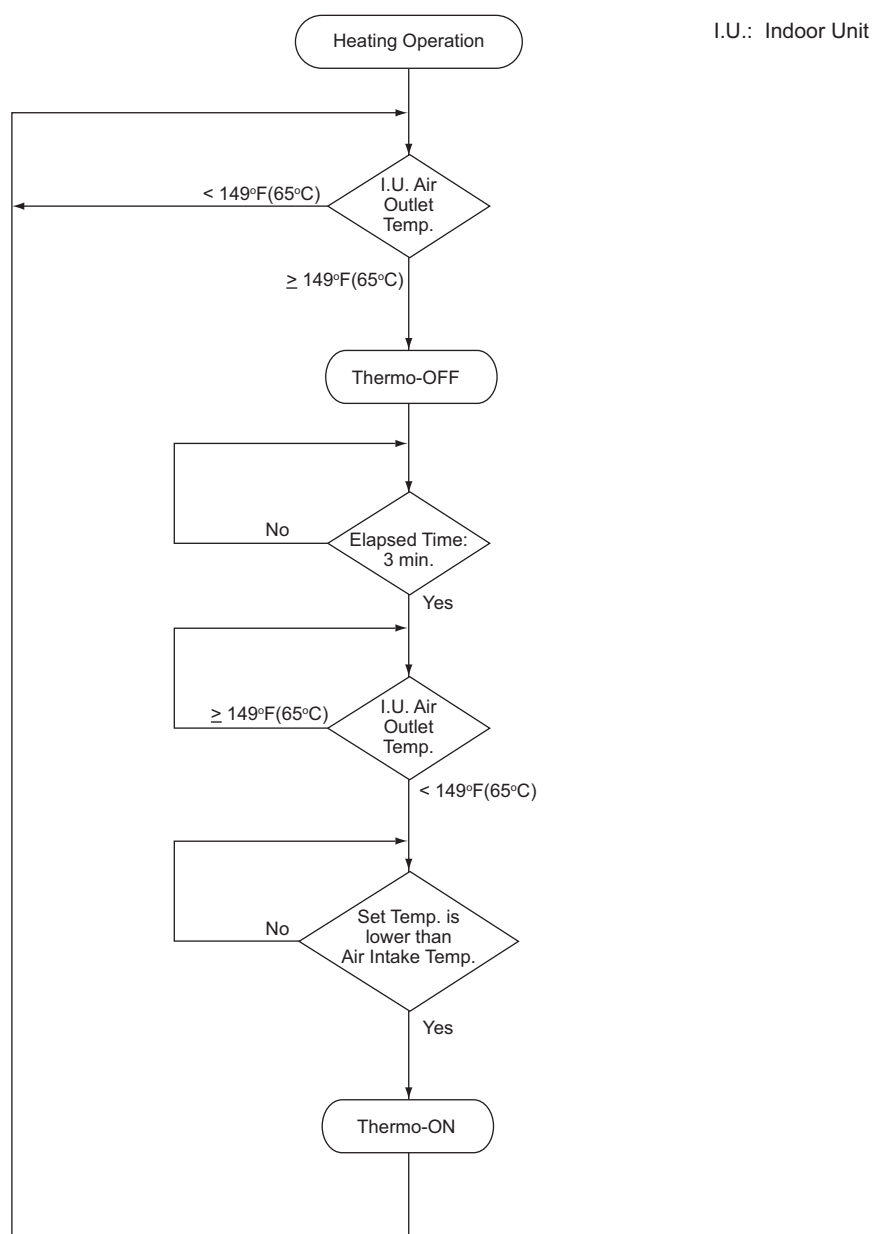 Heating Operation
I.U.: Indoor Unit
I.U. Air
Outlet
Temp.
< 149°F(65°C)
≥ 149°F(65°C)
Thermo-OFF
No
Elapsed Time:
3 min.
Yes
≥ 149°F(65°C)
I.U. Air
Outlet
Temp.
< 149°F(65°C)
No
Set Temp. is
lower than
Air Intake Temp.
Yes
Thermo-ON